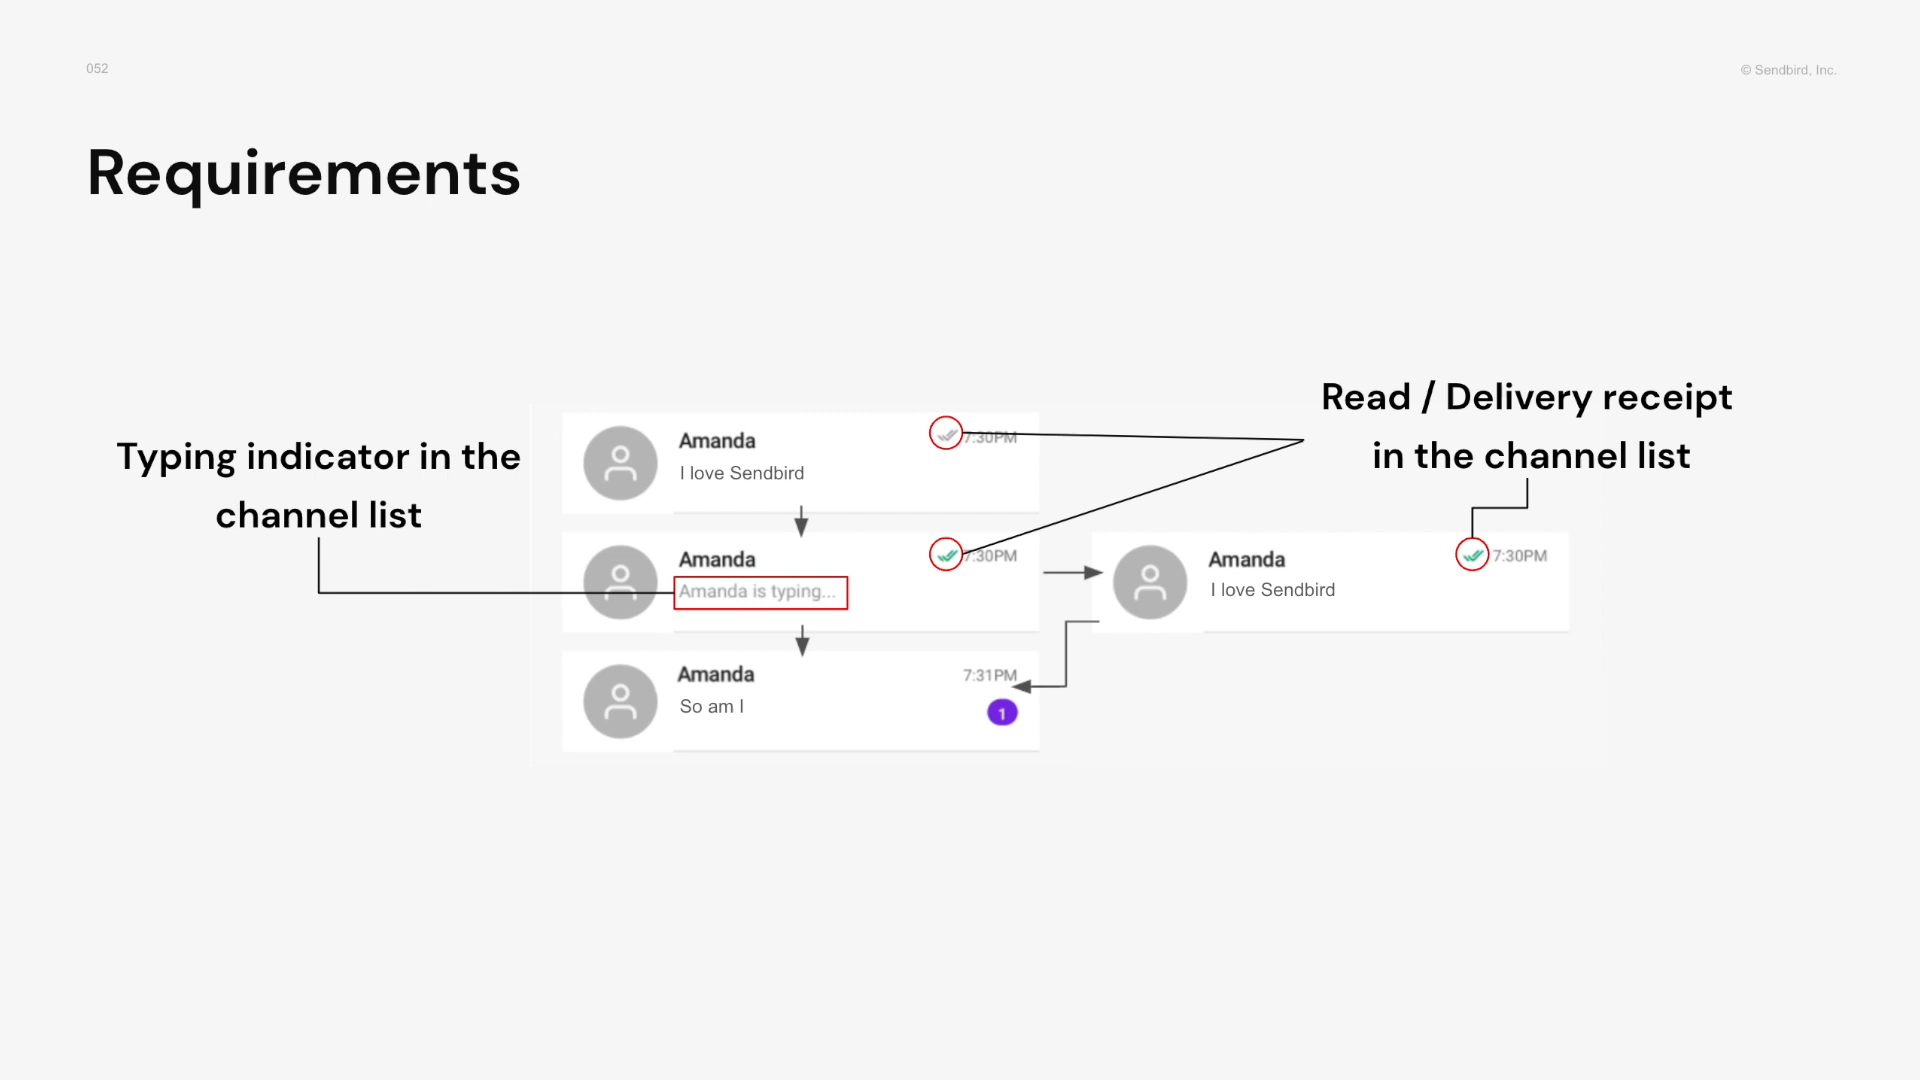 052
© Sendbird, Inc.
Requirements
Typing indicator in the
channel list
Amanda
7:30PM
I love Sendbird
Amanda
7:30PM
Amanda is typing...
Amanda
7:31PM
So am I
1
Read / Delivery receipt
in the channel list
Amanda
7:30PM
I love Sendbird